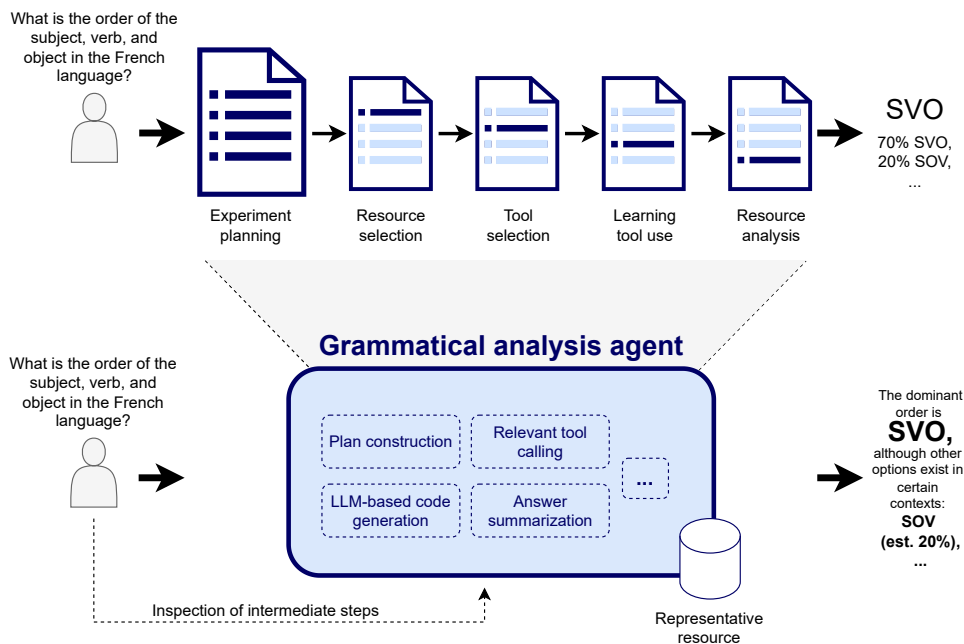 What is the order of the
subject, verb, and
object in the French
language?
SVO
70% SVO,
20% SOV,
...
Experiment
planning
Resource
selection
Tool
selection
Learning
tool use
Resource
analysis
Grammatical analysis agent
What is the order of the
subject, verb, and
object in the French
language?
Plan construction
Relevant tool
calling
...
LLM-based code
generation
Answer
summarization
The dominant
order is
SVO,
although other
options exist in
certain
contexts:
SOV
(est. 20%),
...
Inspection of intermediate steps
Representative
resource